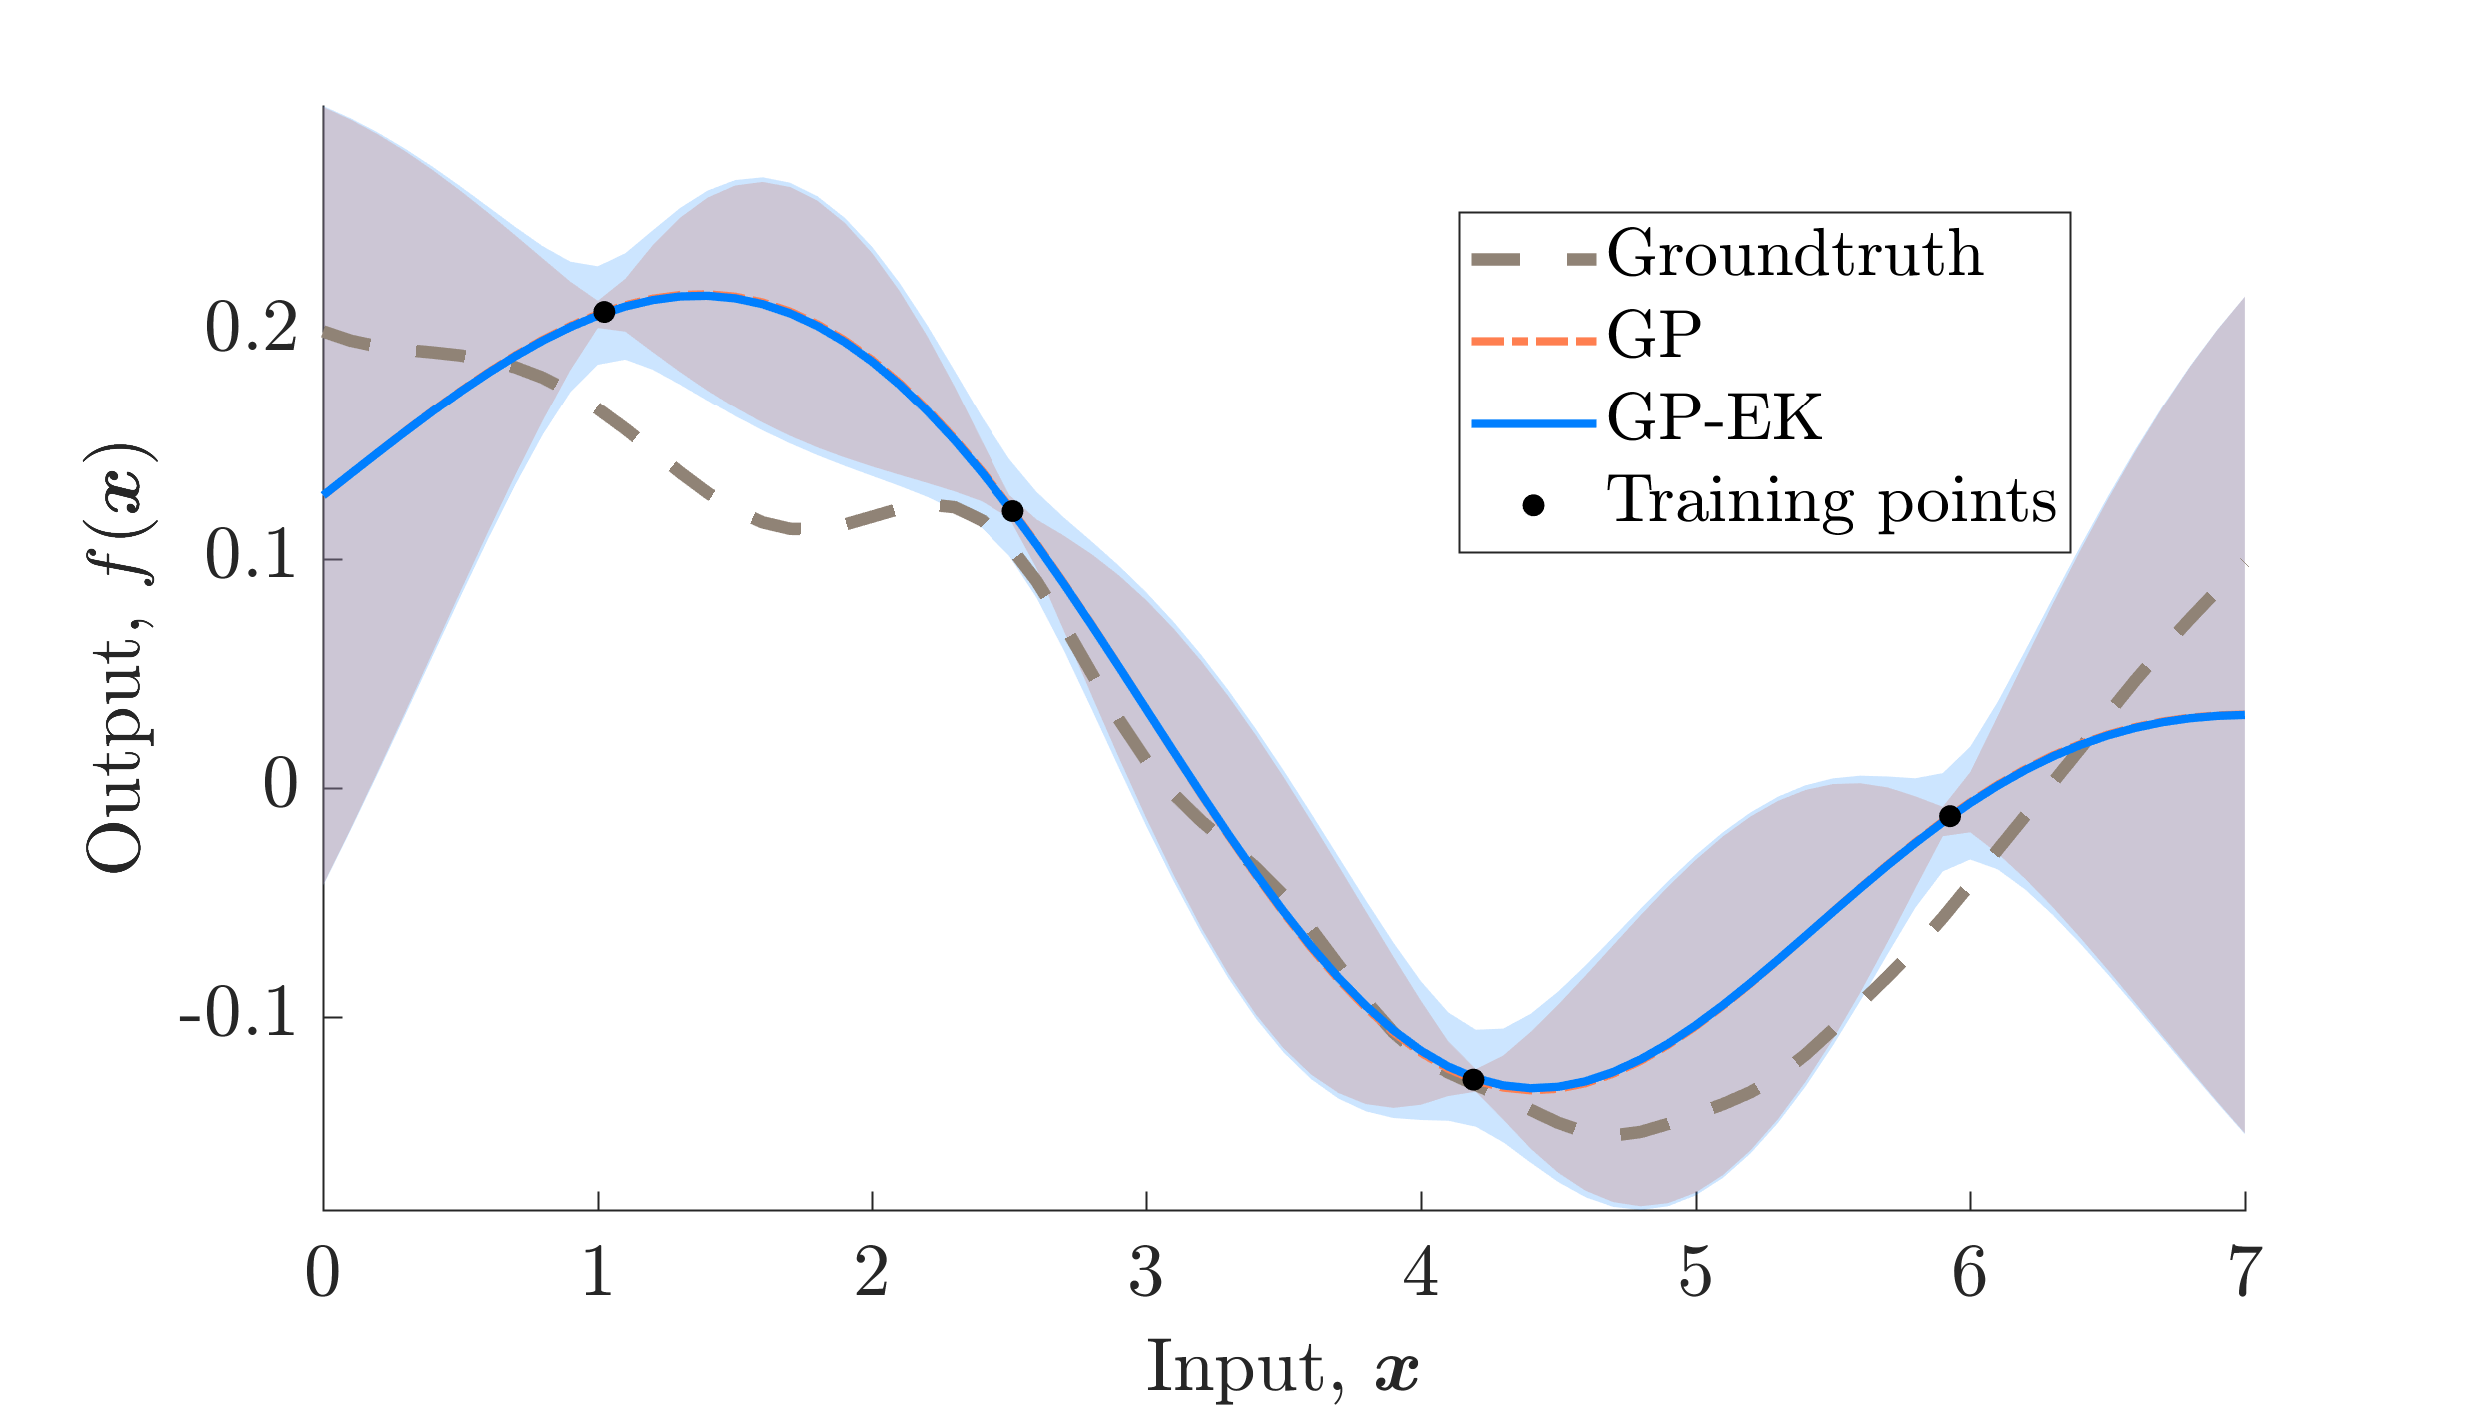 Groundtruth
GP
GP-EK
Training points
0.2
0.1
0
-0.1
Output, f(x)
0 1 2 3 4 5 6 7
Input, x